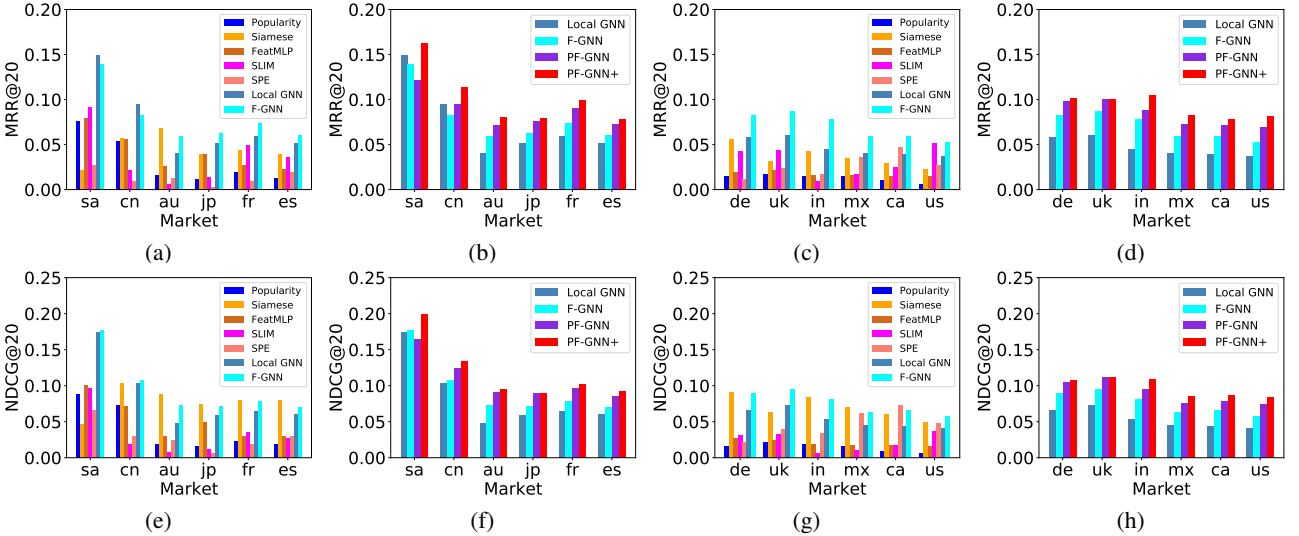 0.20
0.15
0.10
0.05
0.00
MRR@20
Popularity
Siamese
FeatMLP
SLIM
SPE
Local GNN
F-GNN
sa cn au jp fr es
Market
(a)
0.20
0.15
0.10
0.05
0.00
MRR@20
Local GNN
F-GNN
PF-GNN
PF-GNN+
sa cn au jp fr es
Market
(b)
0.20
0.15
0.10
0.05
0.00
MRR@20
Popularity
Siamese
FeatMLP
SLIM
SPE
Local GNN
F-GNN
de uk in mx ca us
Market
(c)
0.20
0.15
0.10
0.05
0.00
MRR@20
Local GNN
F-GNN
PF-GNN
PF-GNN+
de uk in mx ca us
Market
(d)
0.25
0.20
0.15
0.10
0.05
0.00
NDCG@20
Popularity
Siamese
FeatMLP
SLIM
SPE
Local GNN
F-GNN
sa cn au jp fr es
Market
(e)
0.25
0.20
0.15
0.10
0.05
0.00
NDCG@20
Local GNN
F-GNN
PF-GNN
PF-GNN+
sa cn au jp fr es
Market
(f)
0.25
0.20
0.15
0.10
0.05
0.00
NDCG@20
Popularity
Siamese
FeatMLP
SLIM
SPE
Local GNN
F-GNN
de uk in mx ca us
Market
(g)
0.25
0.20
0.15
0.10
0.05
0.00
NDCG@20
Local GNN
F-GNN
PF-GNN
PF-GNN+
de uk in mx ca us
Market
(h)